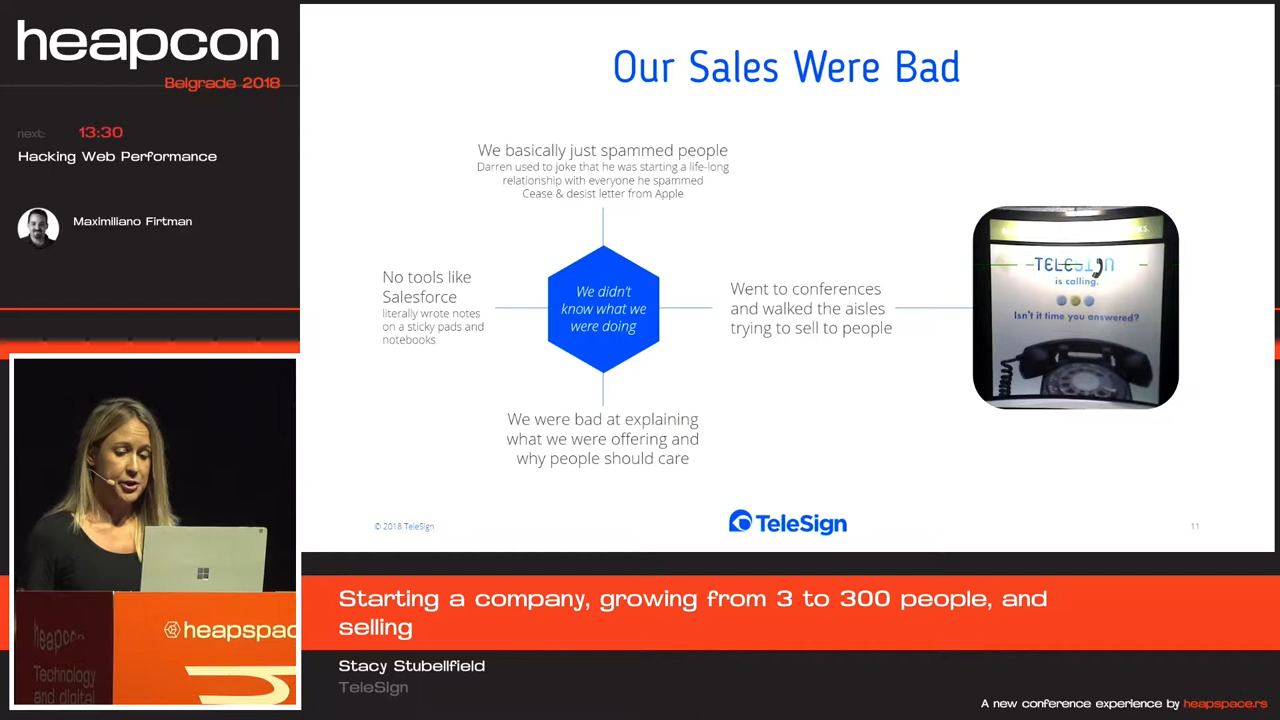 heapcon
Belgrade 2018
next: 13:30
Hacking Web Performance
Maximiliano Firtman
Our Sales Were Bad
We basically just spammed people
Darren used to joke that he was starting a life-long
relationship with everyone he spammed
Cease & desist letter from Apple
No tools like
Salesforce
literally wrote notes
on a sticky pads and
notebooks
We didn't
know what we
were doing
Went to conferences
and walked the aisles
trying to sell to people
TELESIGN
is calling.
Isn't it time you answered?
We were bad at explaining
what we were offering and
why people should care
© 2018 TeleSign
TeleSign
11
heapspac
heapco
Technology
and digital
Starting a company, growing from 3 to 300 people, and
selling
Stacy Stubellfield
TeleSign
A new conference experience by heapspace.rs